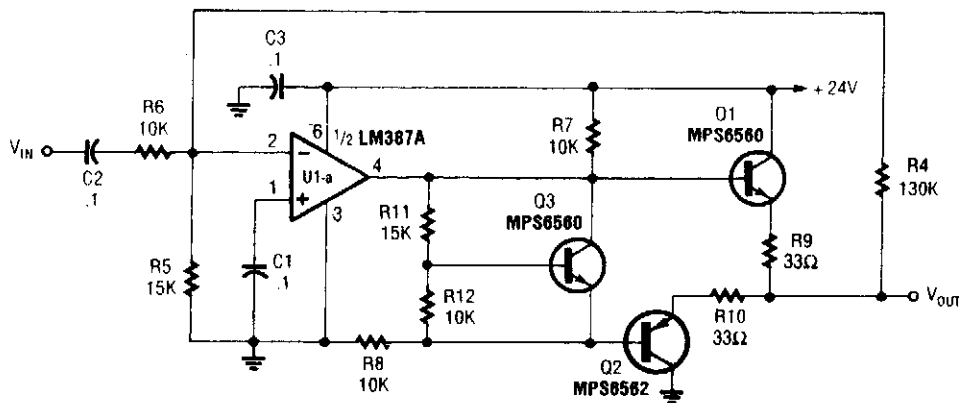 C3
.1
+ 24V
R6
10K
6
1/2 LM387A
R7
10K
Q1
MPS6560
VIN
C2
.1
2
−
U1-a
4
1
+
3
R4
130K
Q3
MPS6560
R11
15K
R9
33Ω
R5
15K
C1
.1
R12
10K
VOUT
R10
33Ω
R8
10K
Q2
MPS6562